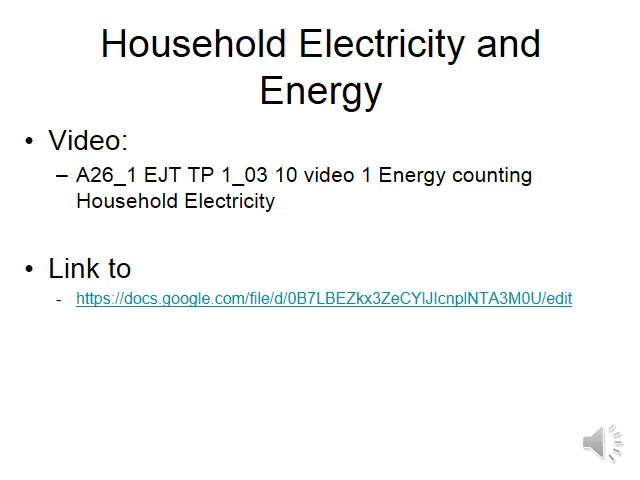 Household Electricity and
Energy
• Video:
– A26_1 EJT TP 1_03 10 video 1 Energy counting
Household Electricity
• Link to
- https://docs.google.com/file/d/0B7LBEZkx3ZeCYlJIcnplNTA3M0U/edit